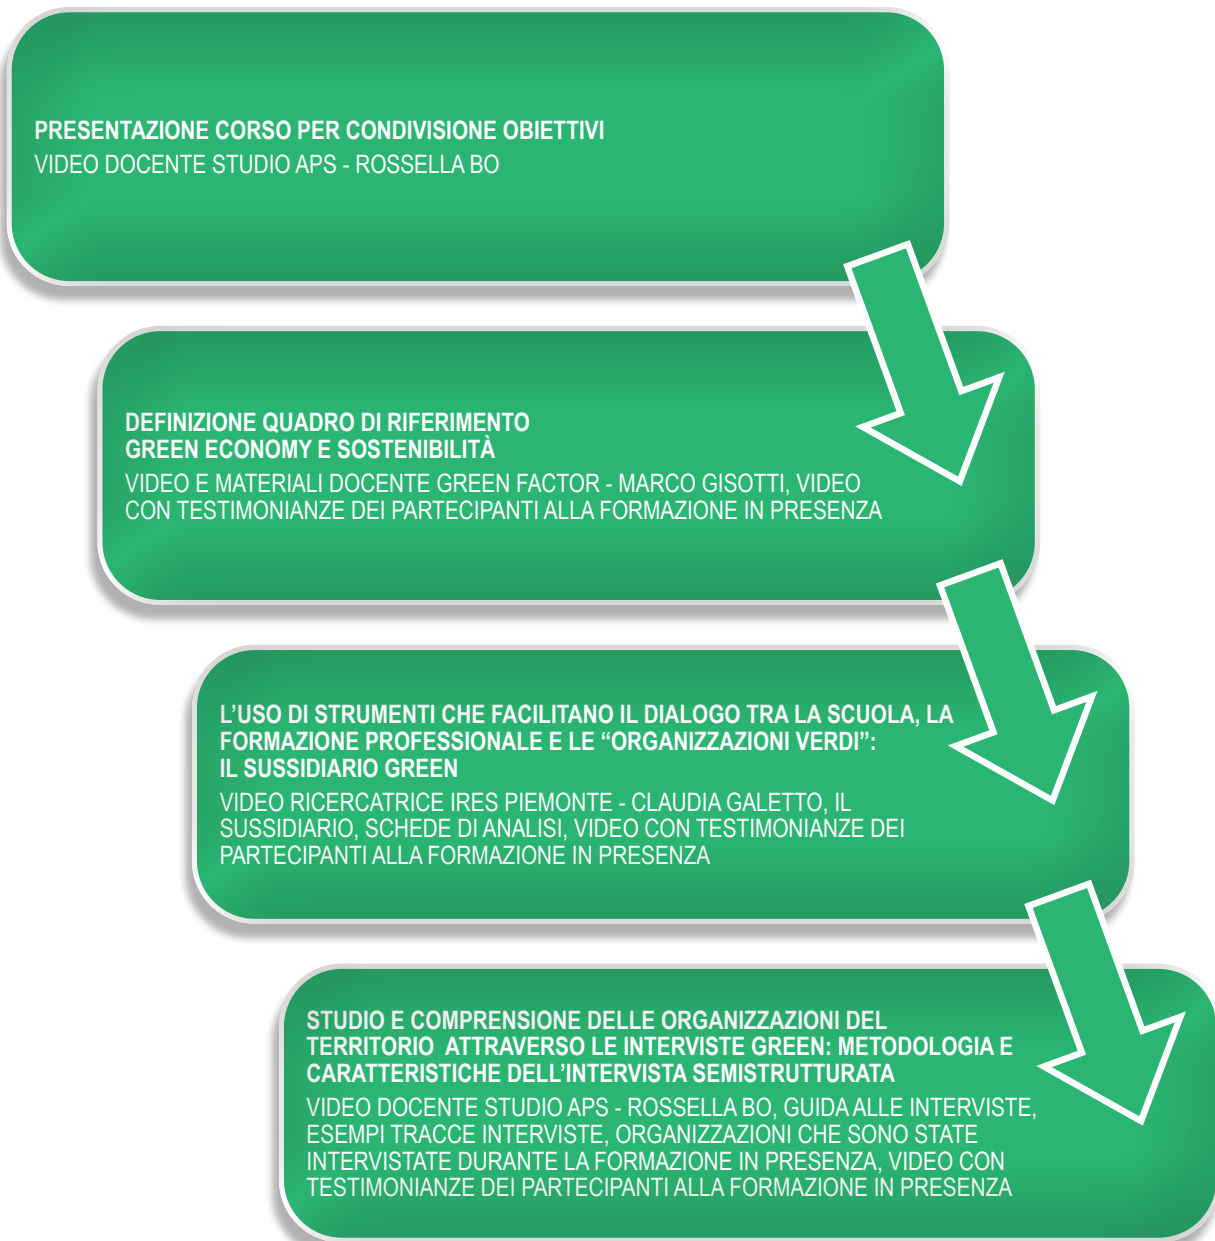 PRESENTAZIONE CORSO PER CONDIVISIONE OBIETTIVI
VIDEO DOCENTE STUDIO APS - ROSSELLA BO
DEFINIZIONE QUADRO DI RIFERIMENTO
GREEN ECONOMY E SOSTENIBILITÀ
VIDEO E MATERIALI DOCENTE GREEN FACTOR - MARCO GISOTTI, VIDEO
CON TESTIMONIANZE DEI PARTECIPANTI ALLA FORMAZIONE IN PRESENZA
L’USO DI STRUMENTI CHE FACILITANO IL DIALOGO TRA LA SCUOLA, LA
FORMAZIONE PROFESSIONALE E LE “ORGANIZZAZIONI VERDI”:
IL SUSSIDIARIO GREEN
VIDEO RICERCATRICE IRES PIEMONTE - CLAUDIA GALETTO, IL
SUSSIDIARIO, SCHEDE DI ANALISI, VIDEO CON TESTIMONIANZE DEI
PARTECIPANTI ALLA FORMAZIONE IN PRESENZA
STUDIO E COMPRENSIONE DELLE ORGANIZZAZIONI DEL
TERRITORIO  ATTRAVERSO LE INTERVISTE GREEN: METODOLOGIA E
CARATTERISTICHE DELL’INTERVISTA SEMISTRUTTURATA
VIDEO DOCENTE STUDIO APS - ROSSELLA BO, GUIDA ALLE INTERVISTE,
ESEMPI TRACCE INTERVISTE, ORGANIZZAZIONI CHE SONO STATE
INTERVISTATE DURANTE LA FORMAZIONE IN PRESENZA, VIDEO CON
TESTIMONIANZE DEI PARTECIPANTI ALLA FORMAZIONE IN PRESENZA